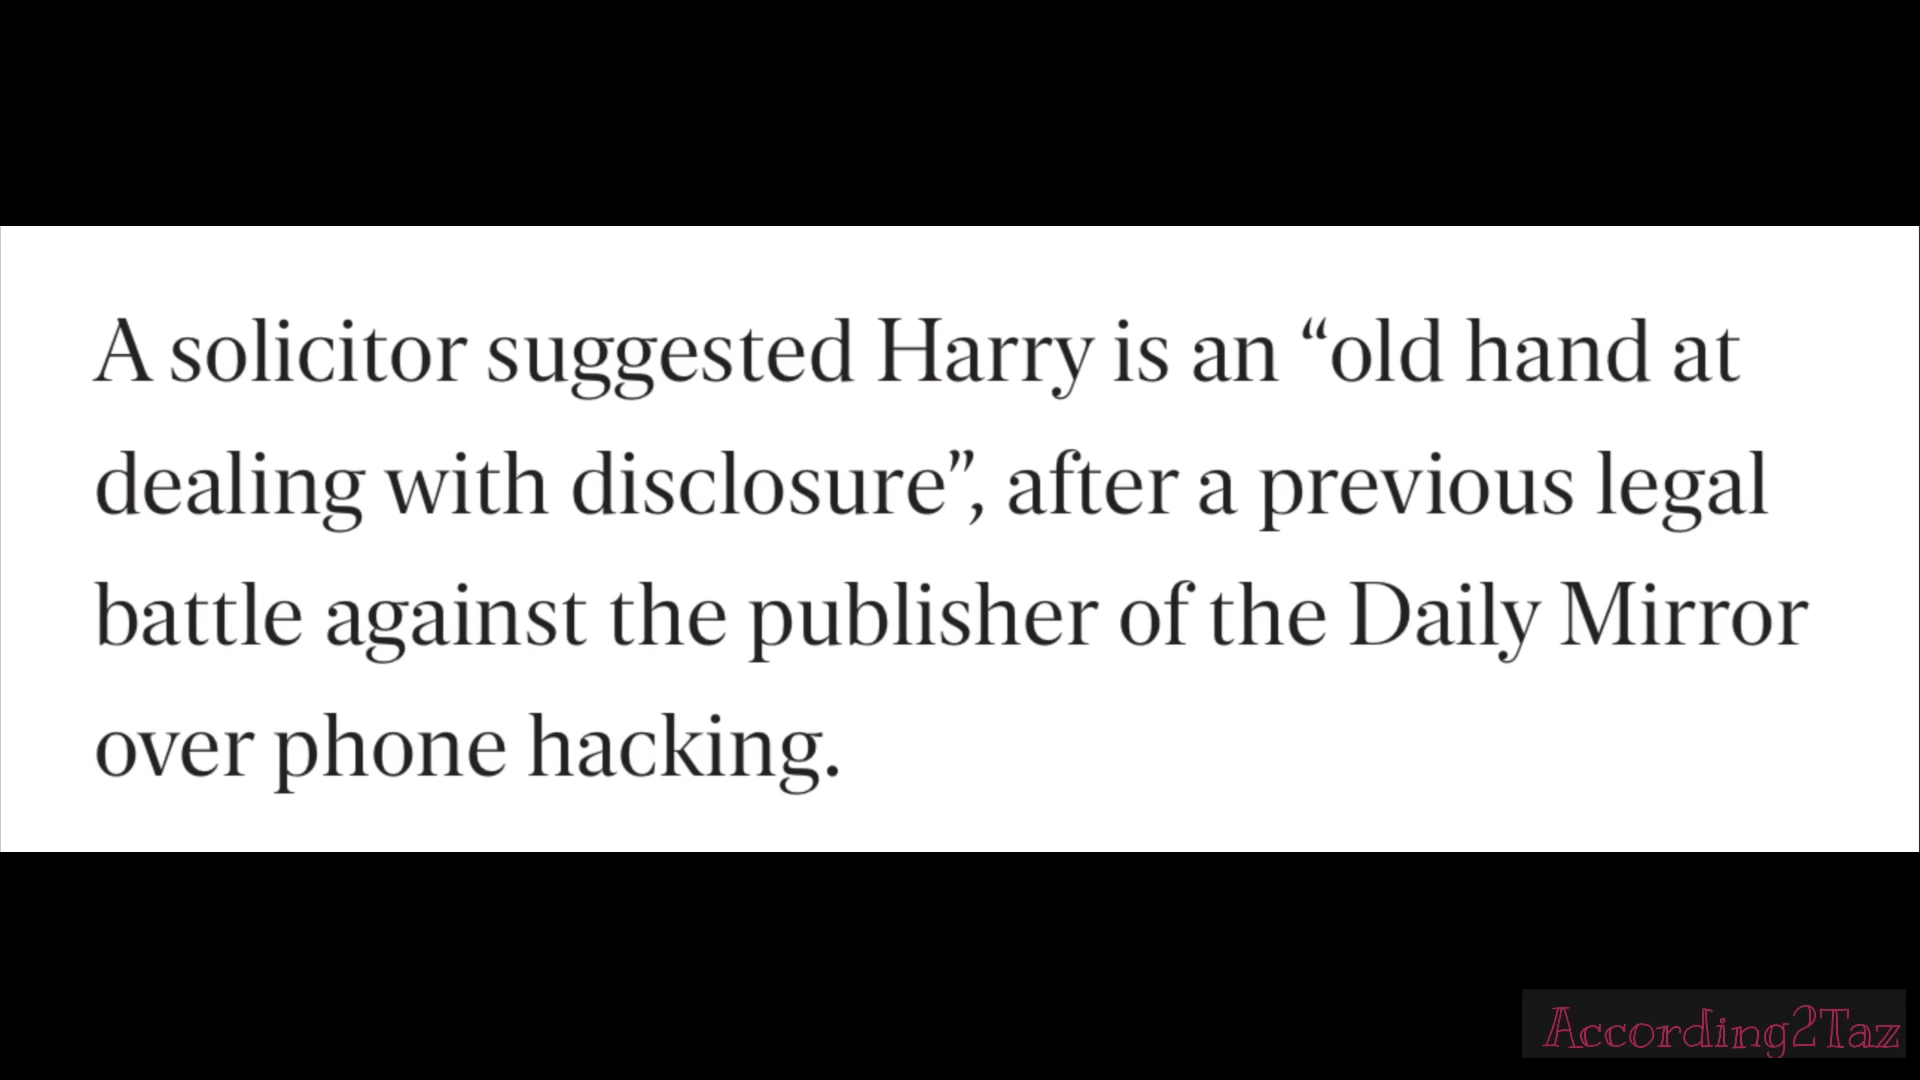 A solicitor suggested Harry is an “old hand at
dealing with disclosure”, after a previous legal
battle against the publisher of the Daily Mirror
over phone hacking.
According2Taz